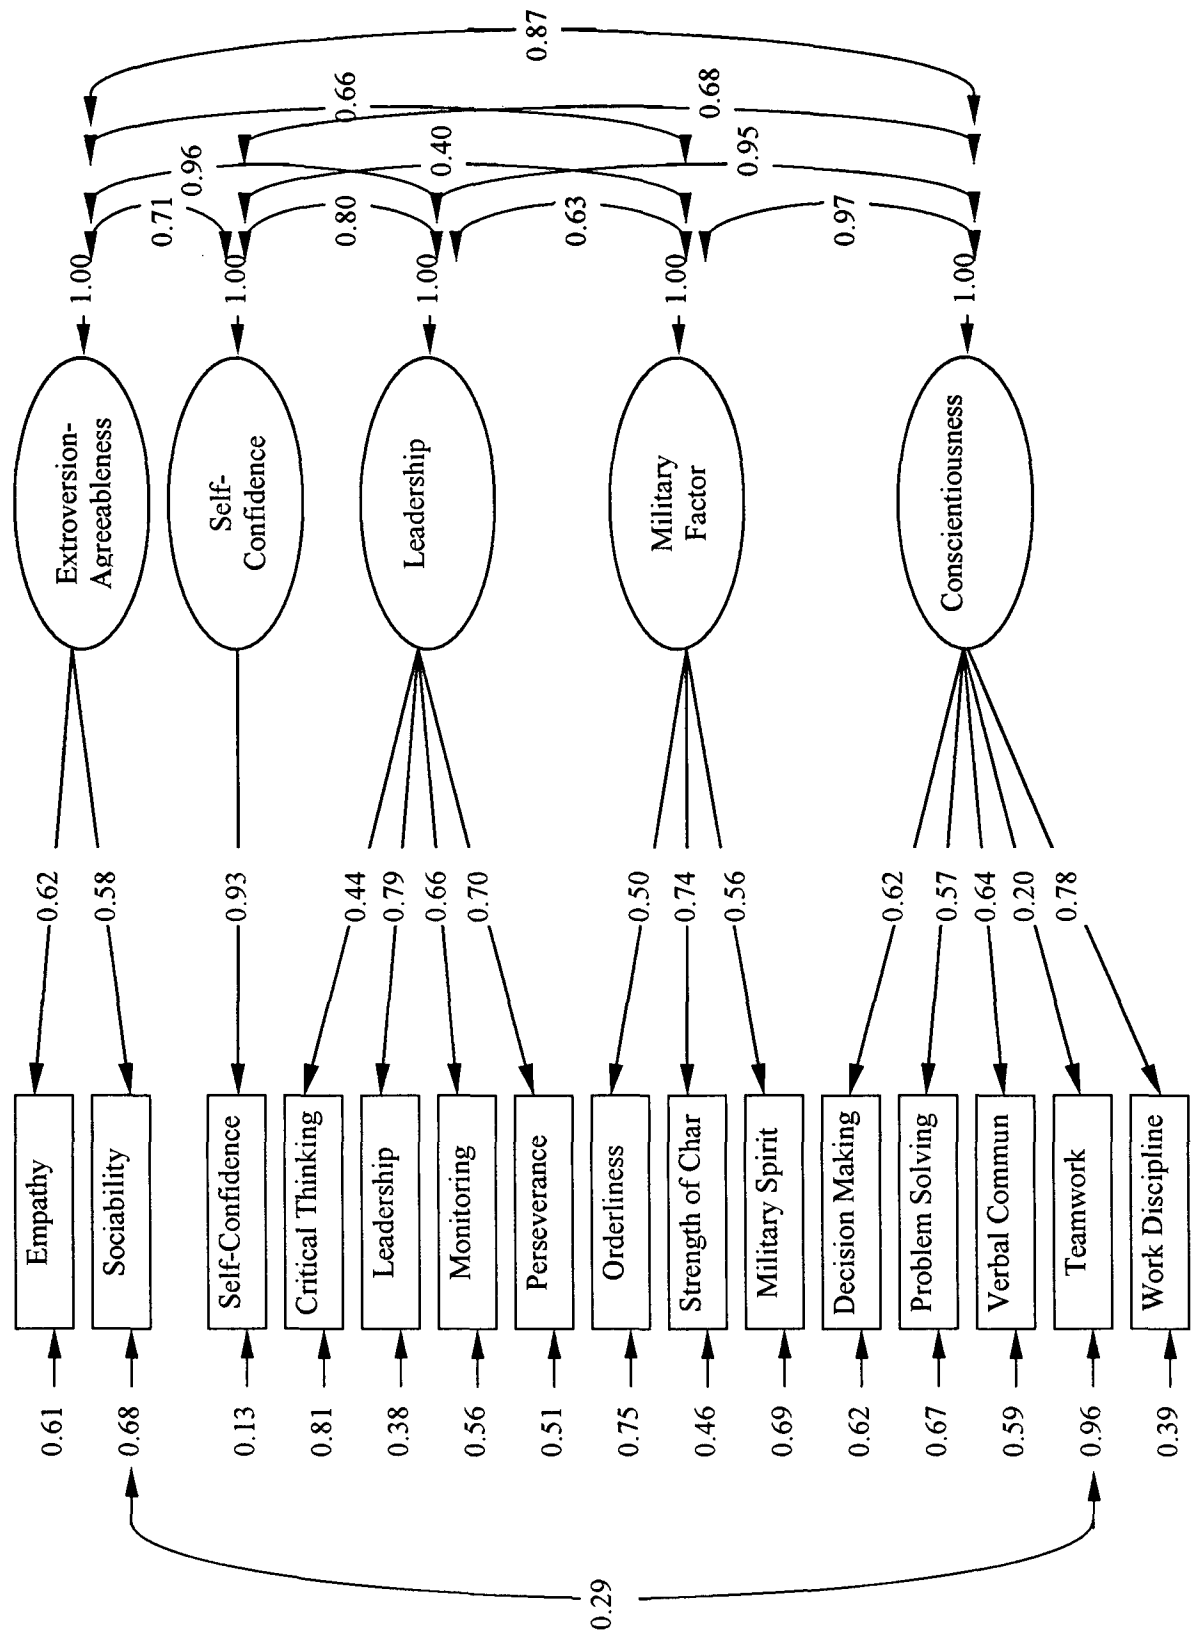 0.61
0.68
0.13
0.81
0.38
0.56
0.51
0.75
0.46
0.69
0.62
0.67
0.59
0.96
0.39
0.29
Empathy
Sociability
Self-Confidence
Critical Thinking
Leadership
Monitoring
Perseverance
Orderliness
Strength of Char
Military Spirit
Decision Making
Problem Solving
Verbal Commun
Teamwork
Work Discipline
0.62
0.58
0.93
0.44
0.79
0.66
0.70
0.50
0.74
0.56
0.62
0.57
0.64
0.20
0.78
Extroversion-
Agreeableness
Self-
Confidence
Leadership
Military
Factor
Conscientiousness
1.00
1.00
1.00
1.00
1.00
0.71
0.96
0.80
0.66
0.40
0.63
0.87
0.68
0.95
0.97